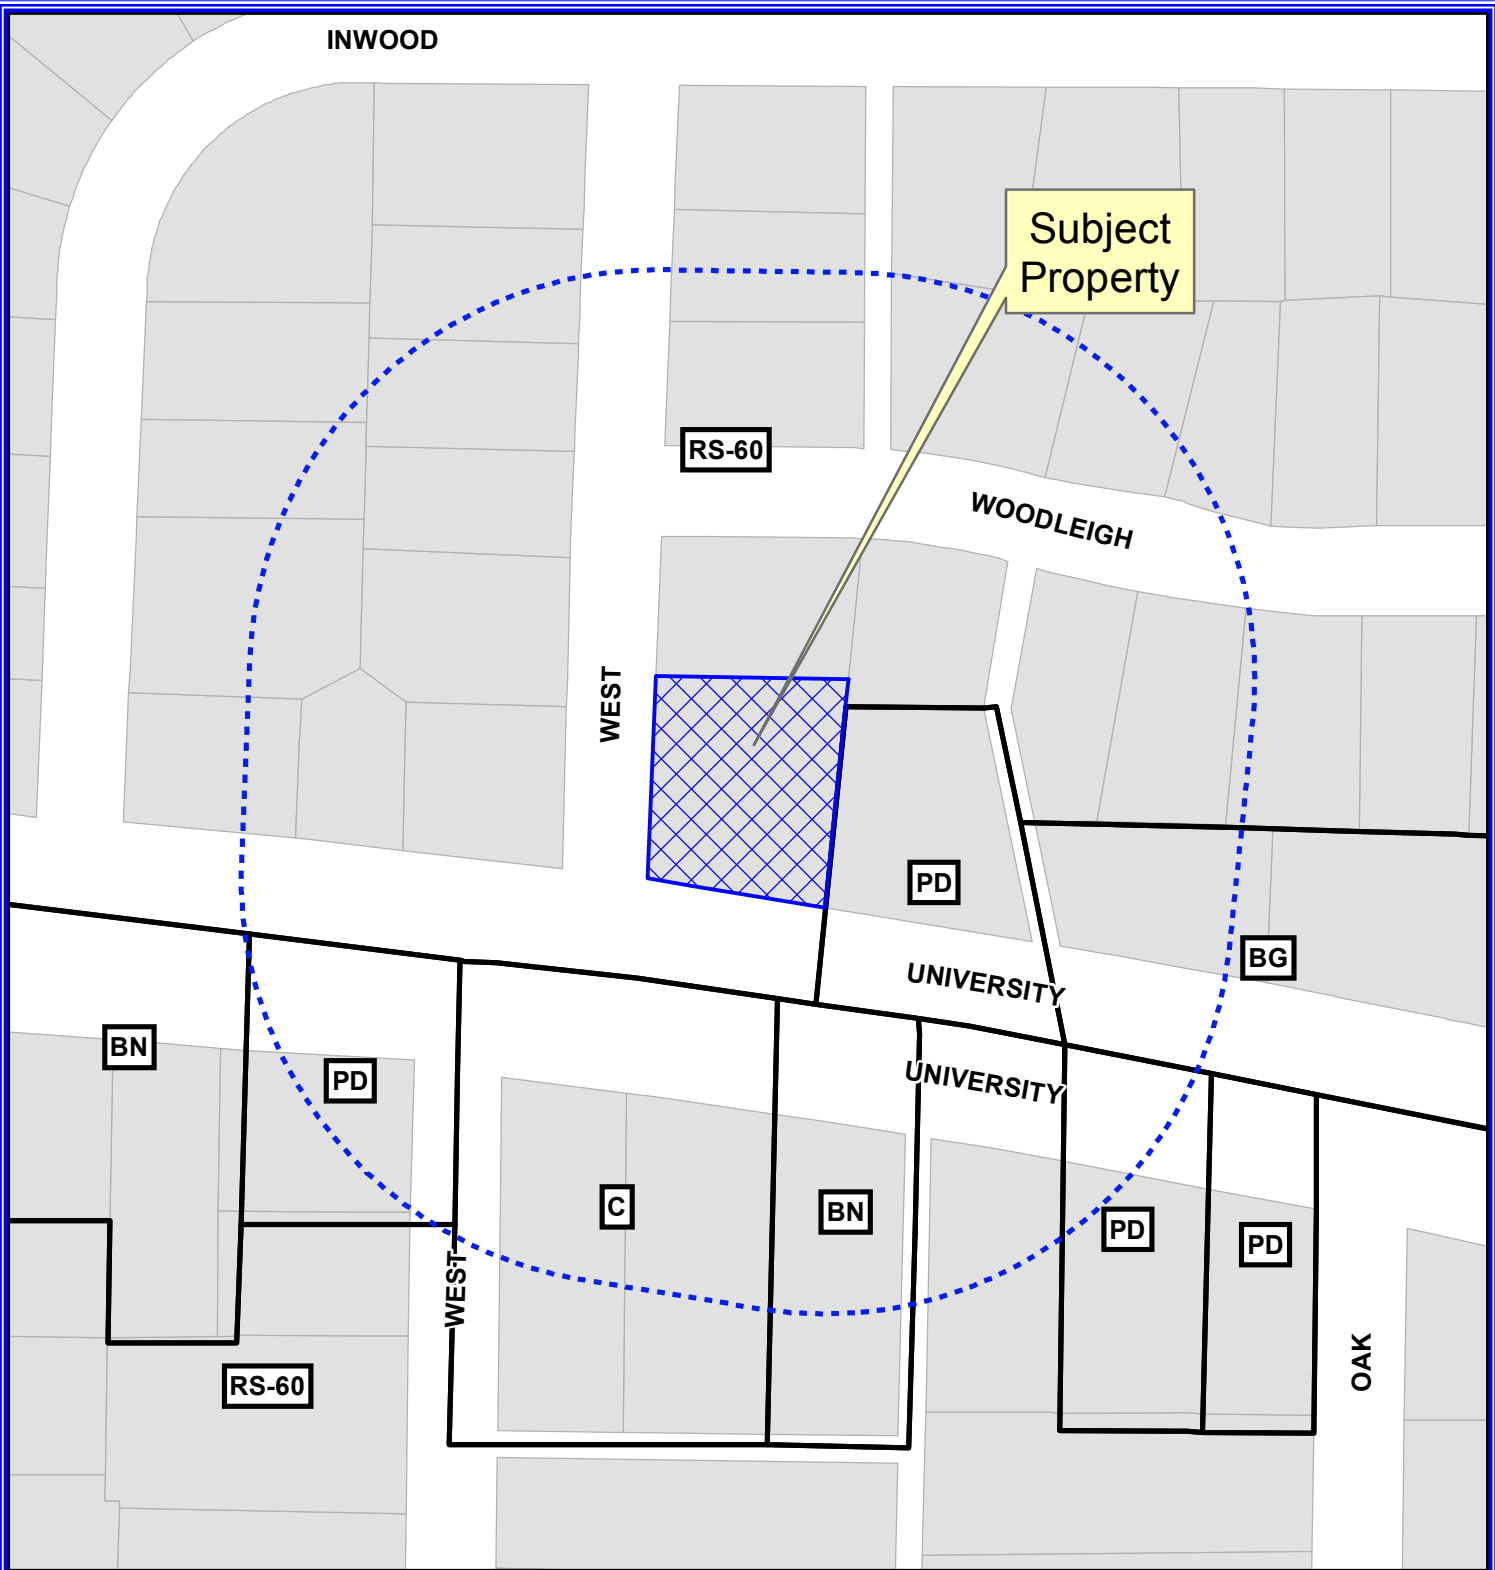 INWOOD
Subject
Property
RS-60
WOODLEIGH
WEST
PD
BG
UNIVERSITY
BN
PD
UNIVERSITY
C
BN
PD
PD
WEST
OAK
RS-60